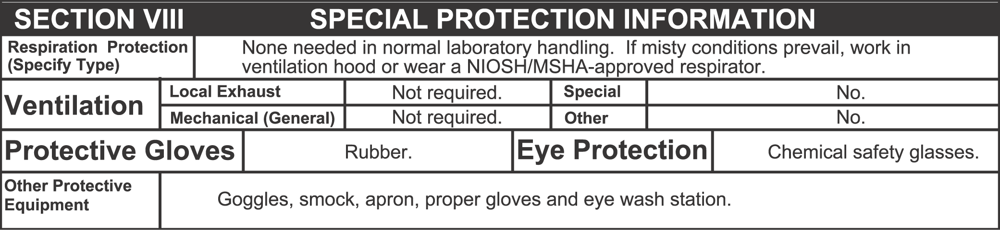 SECTION VIII SPECIAL PROTECTION INFORMATION
Respiration Protection
(Specify Type)
None needed in normal laboratory handling. If misty conditions prevail, work in
ventilation hood or wear a NIOSH/MSHA-approved respirator.
Ventilation
Local Exhaust Not required. Special No.
Mechanical (General) Not required. Other No.
Protective Gloves Rubber. Eye Protection Chemical safety glasses.
Other Protective
Equipment
Goggles, smock, apron, proper gloves and eye wash station.